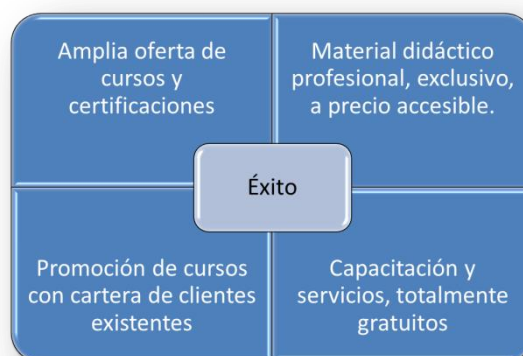 Amplia oferta de
cursos y
certificaciones
Material didáctico
profesional, exclusivo,
a precio accesible.
Éxito
Promoción de cursos
con cartera de clientes
existentes
Capacitación y
servicios, totalmente
gratuitos